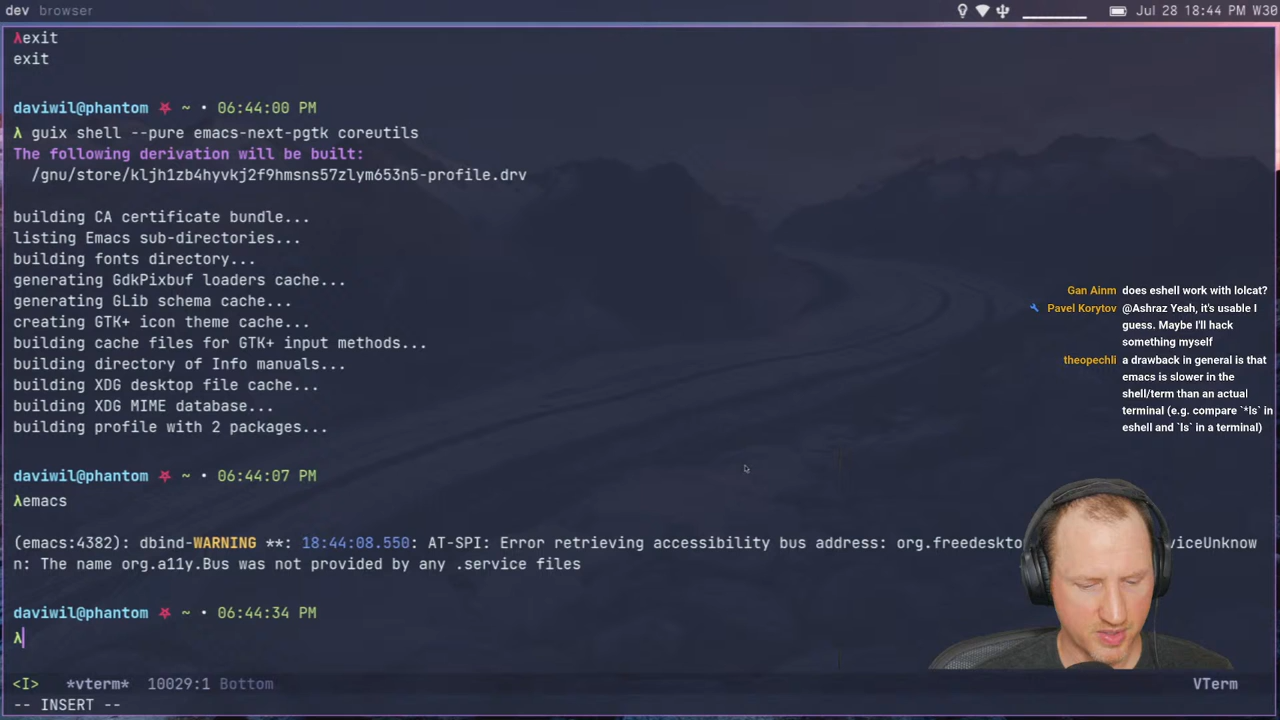 dev browser
Jul 28 18:44 PM W30
λexit
exit
daviwil@phantom ~ • 06:44:00 PM
λ guix shell --pure emacs-next-pgtk coreutils
The following derivation will be built:
/gnu/store/kljh1zb4hyvkj2f9hmsns57zlym653n5-profile.drv
building CA certificate bundle...
listing Emacs sub-directories...
building fonts directory...
generating GdkPixbuf loaders cache...
generating GLib schema cache...
creating GTK+ icon theme cache...
building cache files for GTK+ input methods...
building directory of Info manuals...
building XDG desktop file cache...
building XDG MIME database...
building profile with 2 packages...
daviwil@phantom ~ • 06:44:07 PM
λemacs
(emacs:4382): dbind-WARNING **: 18:44:08.550: AT-SPI: Error retrieving accessibility bus address: org.freedeskto viceUnknow
n: The name org.a11y.Bus was not provided by any .service files
daviwil@phantom ~ • 06:44:34 PM
λ
<I> *vterm* 10029:1 Bottom VTerm
-- INSERT --
Gan Ainm does eshell work with lolcat?
Pavel Korytov @Ashraz Yeah, it's usable I
guess. Maybe I'll hack
something myself
theopechli a drawback in general is that
emacs is slower in the
shell/term than an actual
terminal (e.g. compare `*ls` in
eshell and `ls` in a terminal)